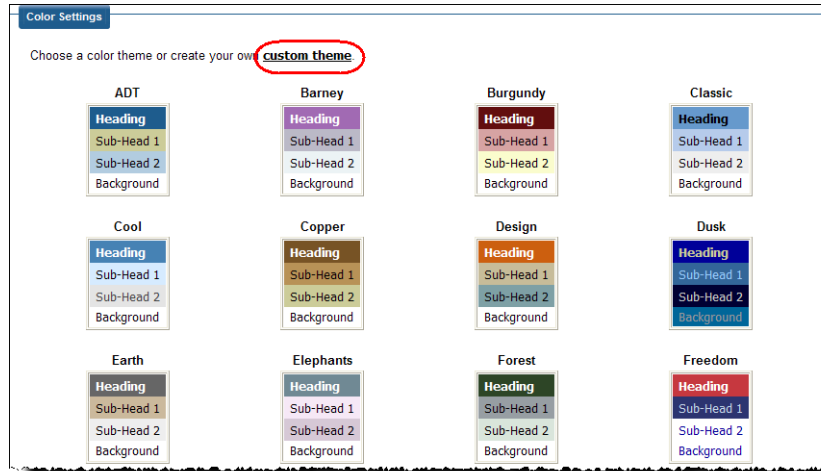 Color Settings
Choose a color theme or create your own custom theme.
ADT Barney Burgundy Classic
Heading Heading Heading Heading
Sub-Head 1 Sub-Head 1 Sub-Head 1 Sub-Head 1
Sub-Head 2 Sub-Head 2 Sub-Head 2 Sub-Head 2
Background Background Background Background
Cool Copper Design Dusk
Heading Heading Heading Heading
Sub-Head 1 Sub-Head 1 Sub-Head 1 Sub-Head 1
Sub-Head 2 Sub-Head 2 Sub-Head 2 Sub-Head 2
Background Background Background Background
Earth Elephants Forest Freedom
Heading Heading Heading Heading
Sub-Head 1 Sub-Head 1 Sub-Head 1 Sub-Head 1
Sub-Head 2 Sub-Head 2 Sub-Head 2 Sub-Head 2
Background Background Background Background